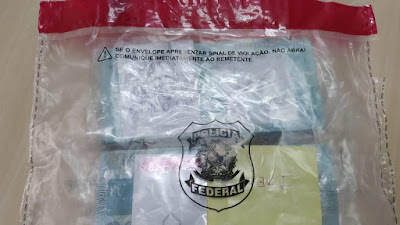 SE O ENVELOPE APRESENTAR SINAL DE VIOLAÇÃO, NÃO ABRA!
COMUNIQUE IMEDIATAMENTE AO REMETENTE.
POLÍCIA
FEDERAL